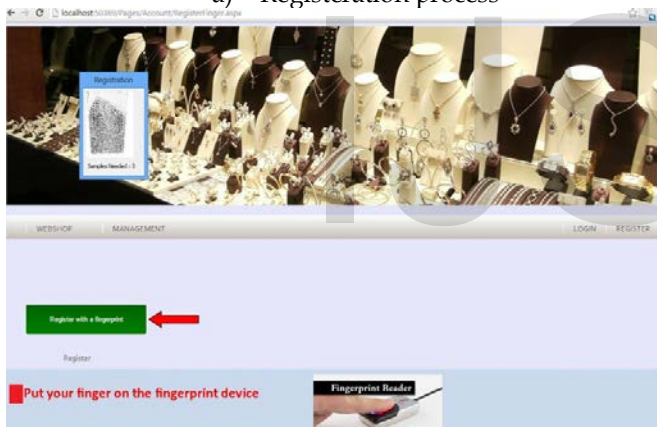 a) Registeration process
localhost:50369/Pages/Account/RegisterFinger.aspx
Registration
Samples Needed : 3
WEBSHOP MANAGEMENT LOGIN REGISTER
Register with a fingerprint
Register
Put your finger on the fingerprint device
Fingerprint Reader